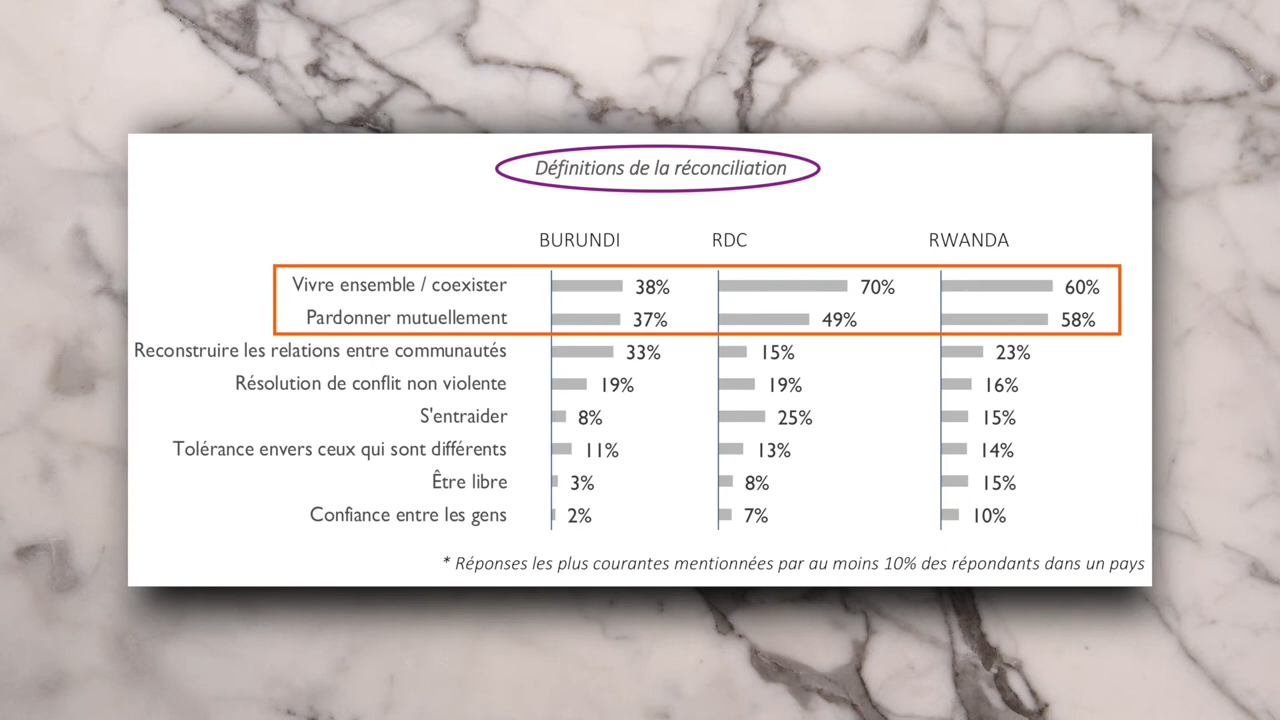 Définitions de la réconciliation
BURUNDI RDC RWANDA
Vivre ensemble / coexister 38% 70% 60%
Pardonner mutuellement 37% 49% 58%
Reconstruire les relations entre communautés 33% 15% 23%
Résolution de conflit non violente 19% 19% 16%
S'entraider 8% 25% 15%
Tolérance envers ceux qui sont différents 11% 13% 14%
Être libre 3% 8% 15%
Confiance entre les gens 2% 7% 10%
* Réponses les plus courantes mentionnées par au moins 10% des répondants dans un pays